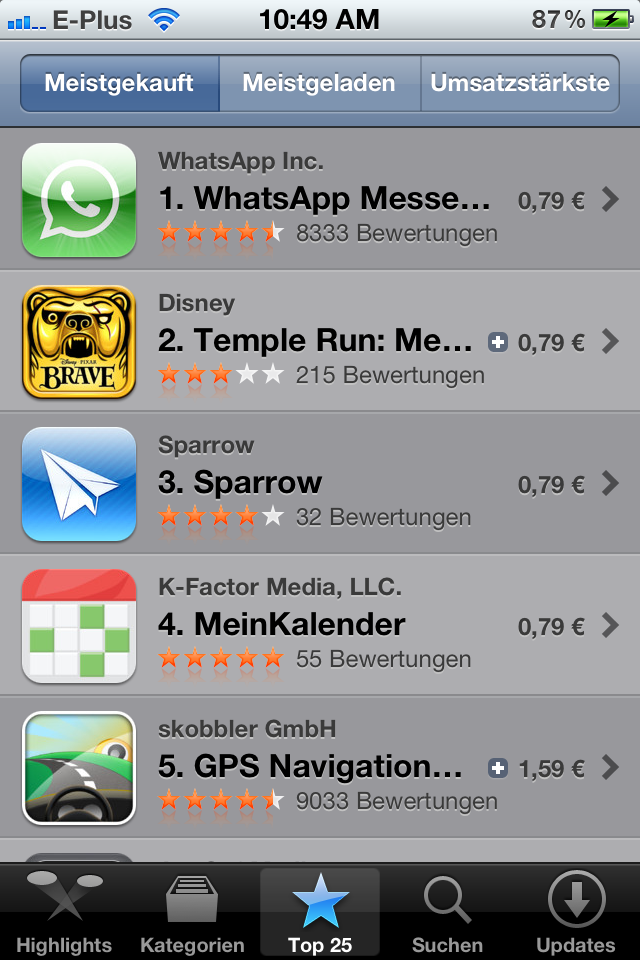 E-Plus 10:49 AM 87%
Meistgekauft Meistgeladen Umsatzstärkste
WhatsApp Inc.
1. WhatsApp Messe... 0,79 €
8333 Bewertungen
Disney
2. Temple Run: Me... 0,79 €
215 Bewertungen
Disney PIXAR
BRAVE
Sparrow
3. Sparrow 0,79 €
32 Bewertungen
K-Factor Media, LLC.
4. MeinKalender 0,79 €
55 Bewertungen
skobbler GmbH
5. GPS Navigation... 1,59 €
9033 Bewertungen
Highlights Kategorien Top 25 Suchen Updates